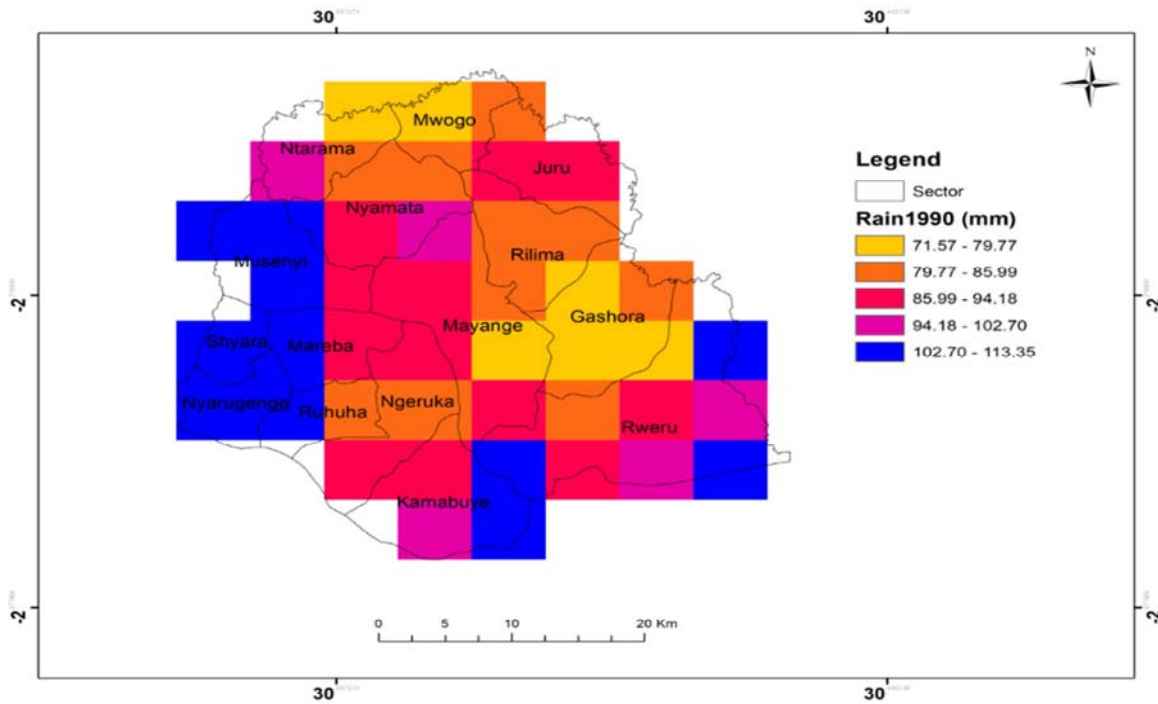 30 30
N
Mwogo
Ntarama
Juru
Legend
Sector
Nyamata
Rain1990 (mm)
71.57 - 79.77
Rilima
79.77 - 85.99
Musenyi
85.99 - 94.18
-2 -2
Gashora
Mayange
94.18 - 102.70
Shyara Mareba
102.70 - 113.35
Nyarugenge Ruhuha Ngeruka
Rweru
Kamabuye
-2 -2
0 5 10 20 Km
30 30